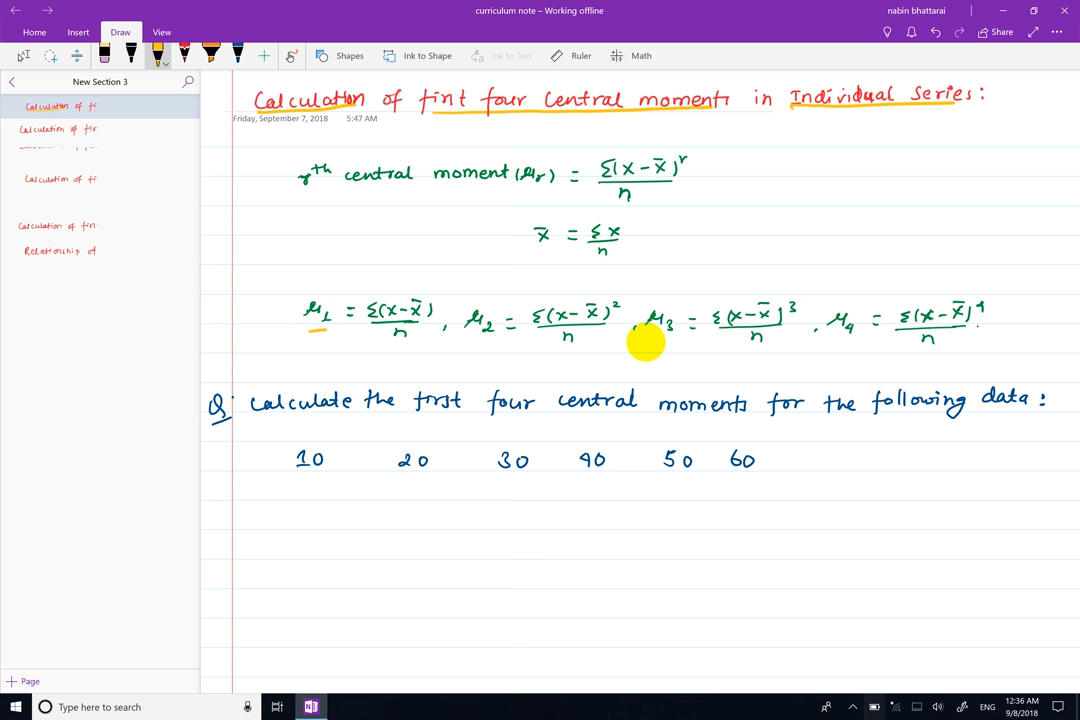 curriculum note – Working offline
nabin bhattarai
Home Insert Draw View
Share
Shapes Ink to Shape Ink to Text Ruler Math
New Section 3
Calculation of fi
Calculation of fir
Calculation of fi
Calculation of fin
Relationship of
+ Page
Calculation of fint four Central moments in Individual Series:
Friday, September 7, 2018 5:47 AM
rth central moment (μr) = Σ(x-x̄)^r / n
x̄ = Σx / n
μ1 = Σ(x-x̄) / n, μ2 = Σ(x-x̄)² / n, μ3 = Σ(x-x̄)³ / n, μ4 = Σ(x-x̄)⁴ / n.
Q: Calculate the first four central moments for the following data:
10 20 30 40 50 60
Type here to search
ENG
12:36 AM
9/8/2018